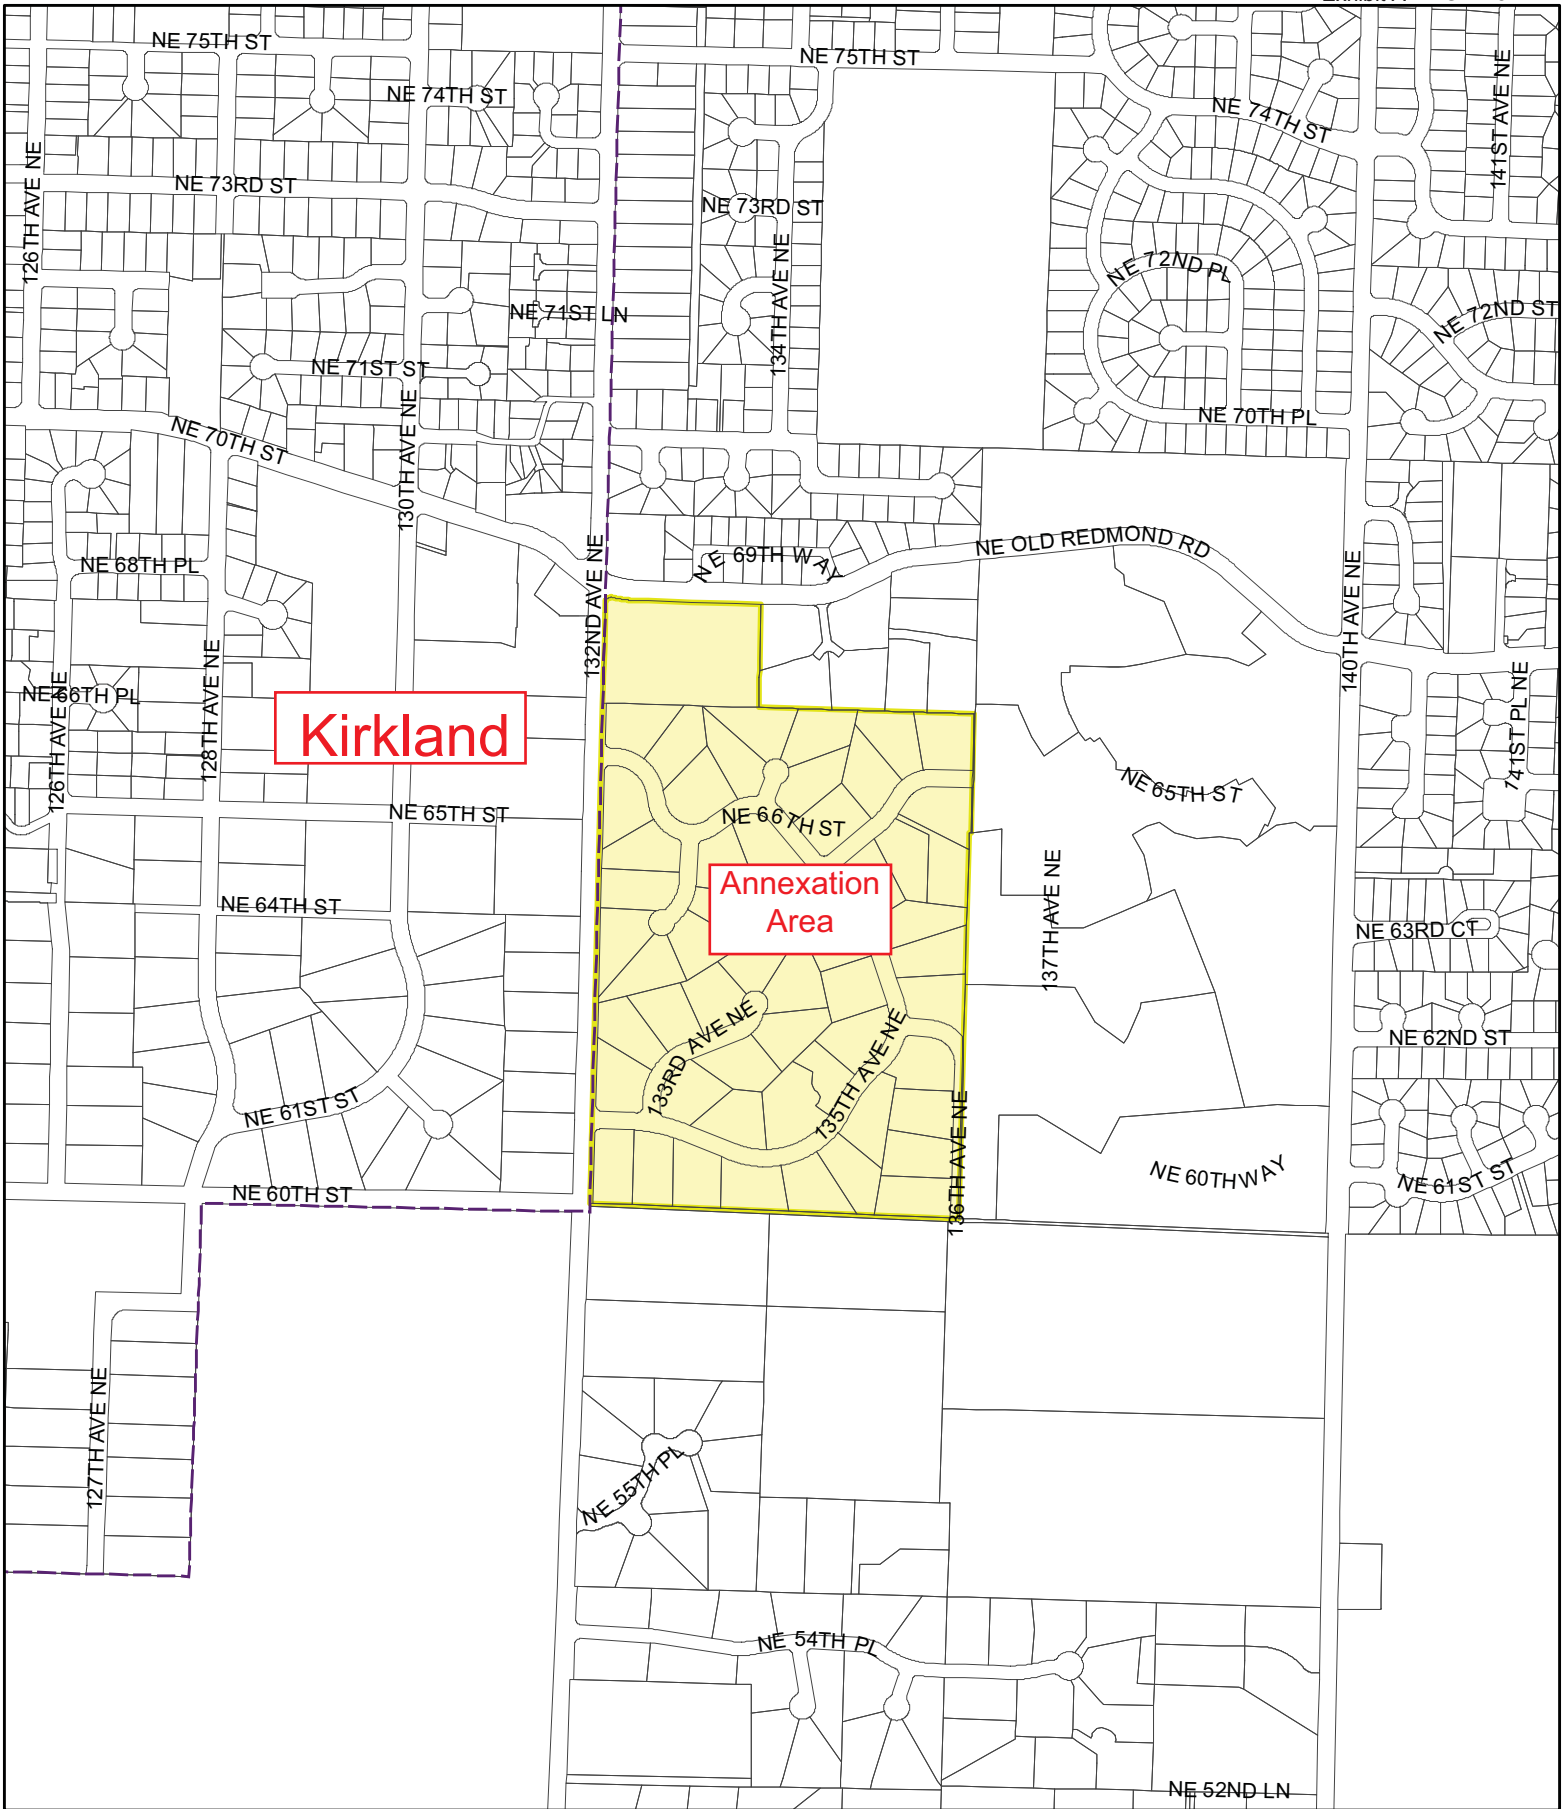 NE 75TH ST
NE 75TH ST
141ST AVE NE
NE 74TH ST
NE 74TH ST
126TH AVE NE
NE 73RD ST
NE 73RD ST
134TH AVE NE
NE 72ND PL
NE 72ND ST
NE 71ST LN
NE 71ST ST
130TH AVE NE
NE 70TH PL
NE 70TH ST
NE 68TH PL
132ND AVE NE
NE 69TH WAY
NE OLD REDMOND RD
140TH AVE NE
NE 66TH PL
126TH AVE NE
128TH AVE NE
Kirkland
141ST PL NE
NE 65TH ST
NE 66TH ST
NE 65TH ST
Annexation
Area
NE 64TH ST
137TH AVE NE
NE 63RD CT
133RD AVE NE
135TH AVE NE
NE 62ND ST
NE 61ST ST
136TH AVE NE
NE 60TH WAY
NE 61ST ST
NE 60TH ST
127TH AVE NE
NE 55TH PL
NE 54TH PL
NE 52ND LN